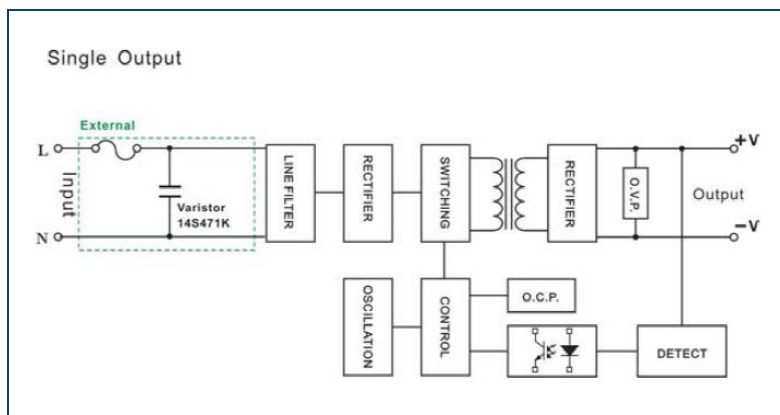 Single Output
External
L
Input
N
Varistor
14S471K
LINE FILTER
RECTIFIER
SWITCHING
RECTIFIER
O.V.P.
+V
Output
-V
OSCILLATION
CONTROL
O.C.P.
DETECT